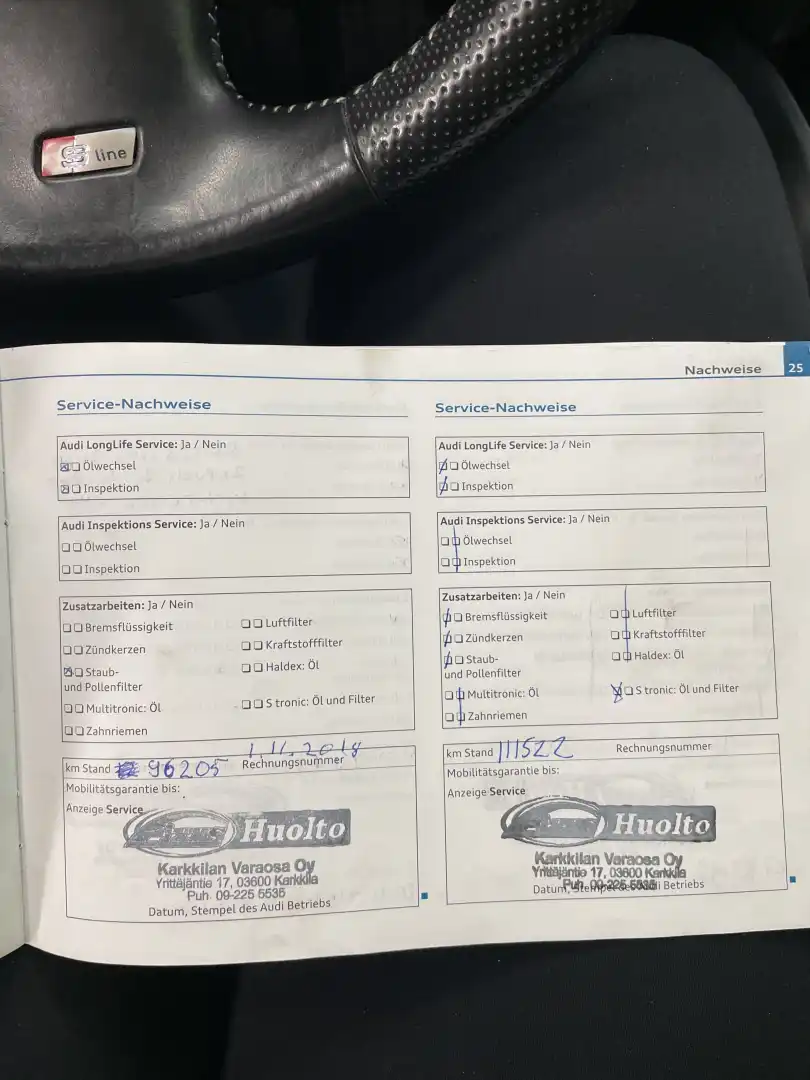 line
Nachweise 25
Service-Nachweise
Audi LongLife Service: Ja / Nein
Ölwechsel
Inspektion
Audi Inspektions Service: Ja / Nein
Ölwechsel
Inspektion
Zusatzarbeiten: Ja / Nein
Bremsflüssigkeit
Luftfilter
Zündkerzen
Kraftstofffilter
Staub-
und Pollenfilter
Haldex: Öl
Multitronic: Öl
S tronic: Öl und Filter
Zahnriemen
1.11.2018
km Stand 96205 Rechnungsnummer
Mobilitätsgarantie bis:
Anzeige Service
Huolto
Karkkilan Varaosa Oy
Yrittäjäntie 17, 03600 Karkkila
Puh. 09-225 5535
Datum, Stempel des Audi Betriebs
Service-Nachweise
Audi LongLife Service: Ja / Nein
Ölwechsel
Inspektion
Audi Inspektions Service: Ja / Nein
Ölwechsel
Inspektion
Zusatzarbeiten: Ja / Nein
Bremsflüssigkeit
Luftfilter
Zündkerzen
Kraftstofffilter
Staub-
und Pollenfilter
Haldex: Öl
Multitronic: Öl
S tronic: Öl und Filter
Zahnriemen
km Stand 111522 Rechnungsnummer
Mobilitätsgarantie bis:
Anzeige Service
Huolto
Karkkilan Varaosa Oy
Yrittäjäntie 17, 03600 Karkkila
Puh. 09-225 5535
Datum, Stempel des Audi Betriebs